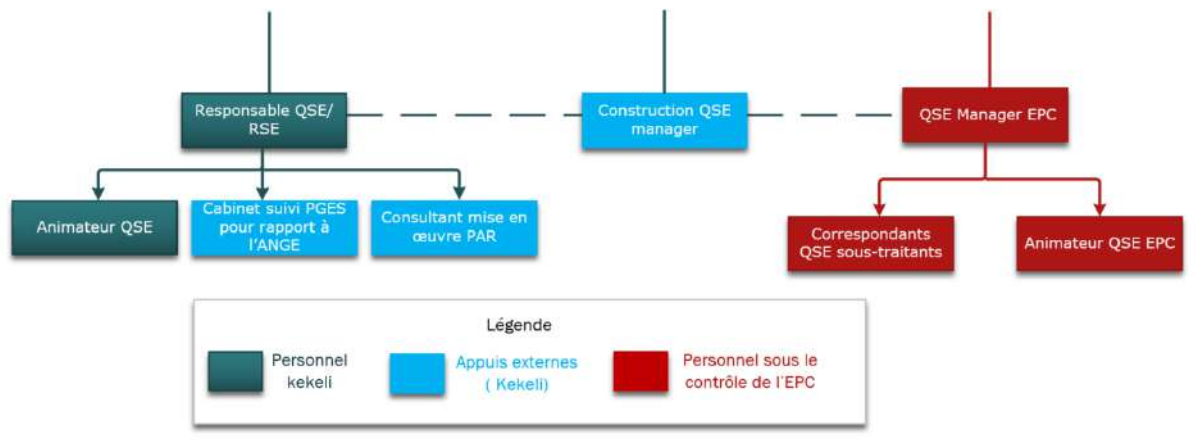 Responsable QSE/
RSE
Construction QSE
manager
QSE Manager EPC
Animateur QSE
Cabinet suivi PGES
pour rapport à
l'ANGE
Consultant mise en
œuvre PAR
Correspondants
QSE sous-traitants
Animateur QSE EPC
Légende
Personnel
kekeli
Appuis externes
( Kekeli)
Personnel sous le
contrôle de l'EPC